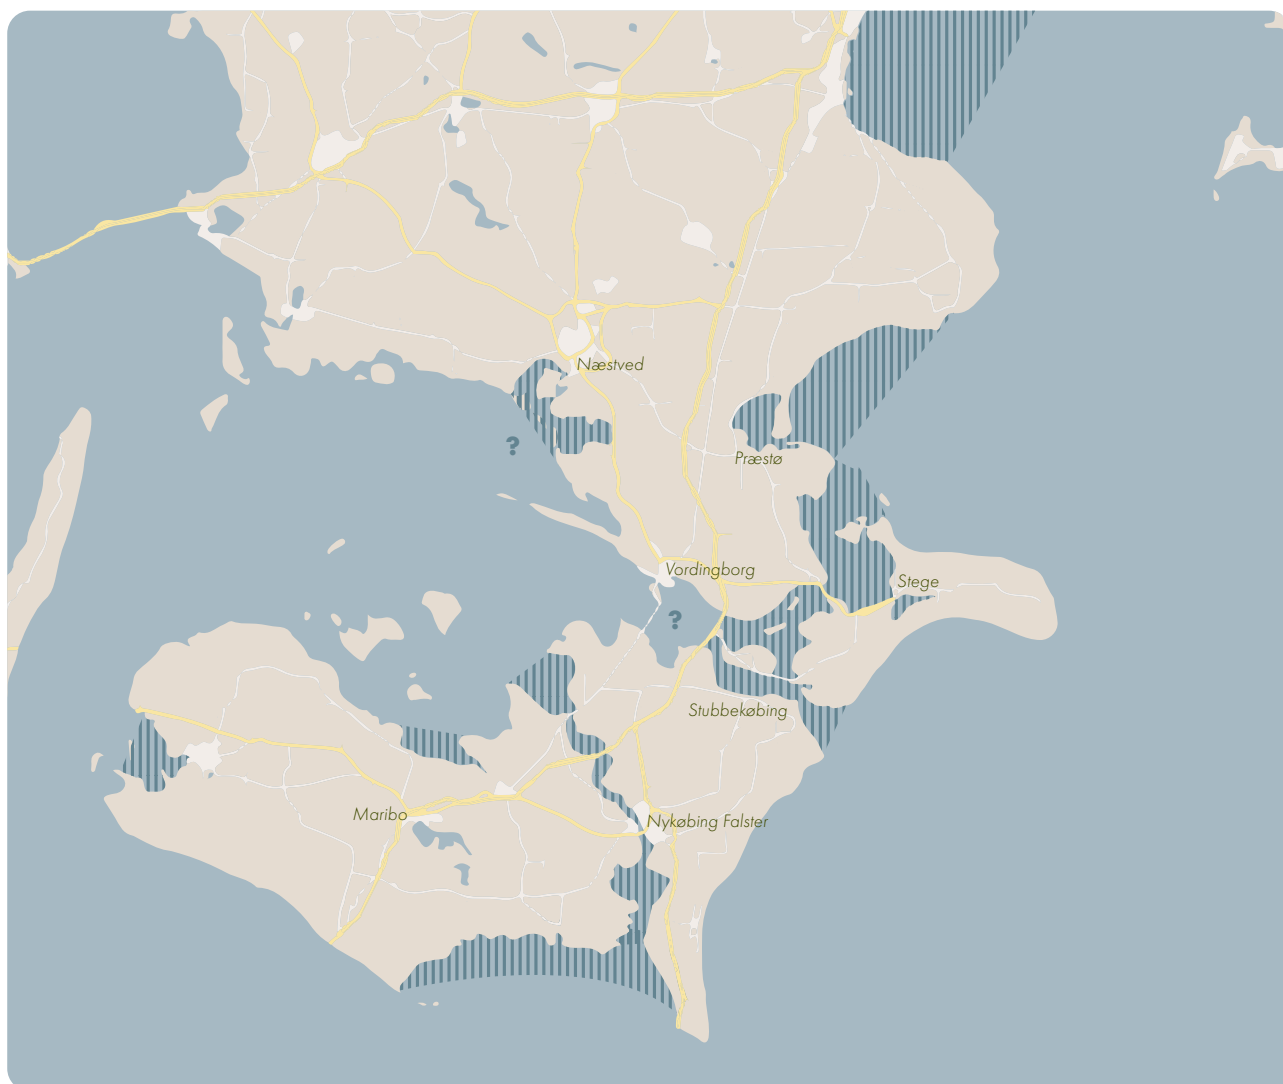 Næstved
?
Præstø
Vordingborg
Stege
?
Stubbekøbing
Maribo
Nykøbing Falster